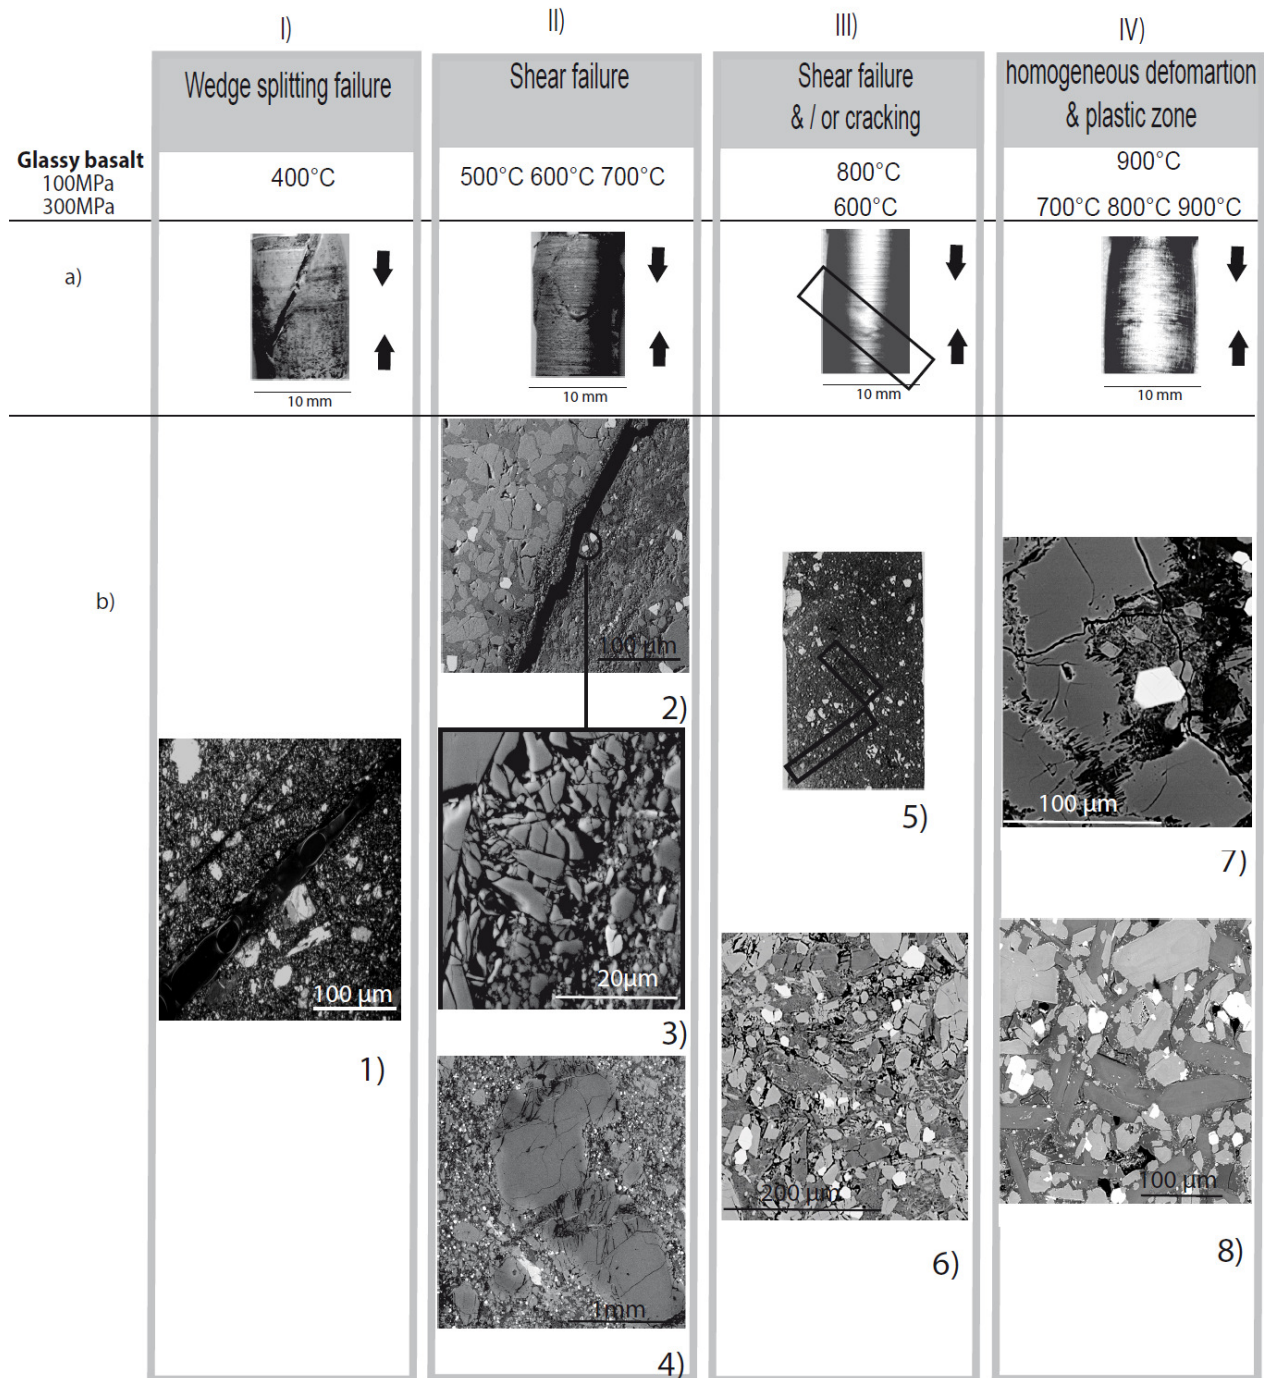 I)
II)
III)
IV)
Wedge splitting failure
Shear failure
Shear failure
& / or cracking
homogeneous defomartion
& plastic zone
Glassy basalt
100MPa
300MPa
400°C
500°C 600°C 700°C
800°C
600°C
900°C
700°C 800°C 900°C
a)
10 mm
10 mm
10 mm
10 mm
b)
100 µm
2)
20µm
3)
1mm
4)
100 µm
1)
5)
200 µm
6)
100 µm
7)
100 µm
8)